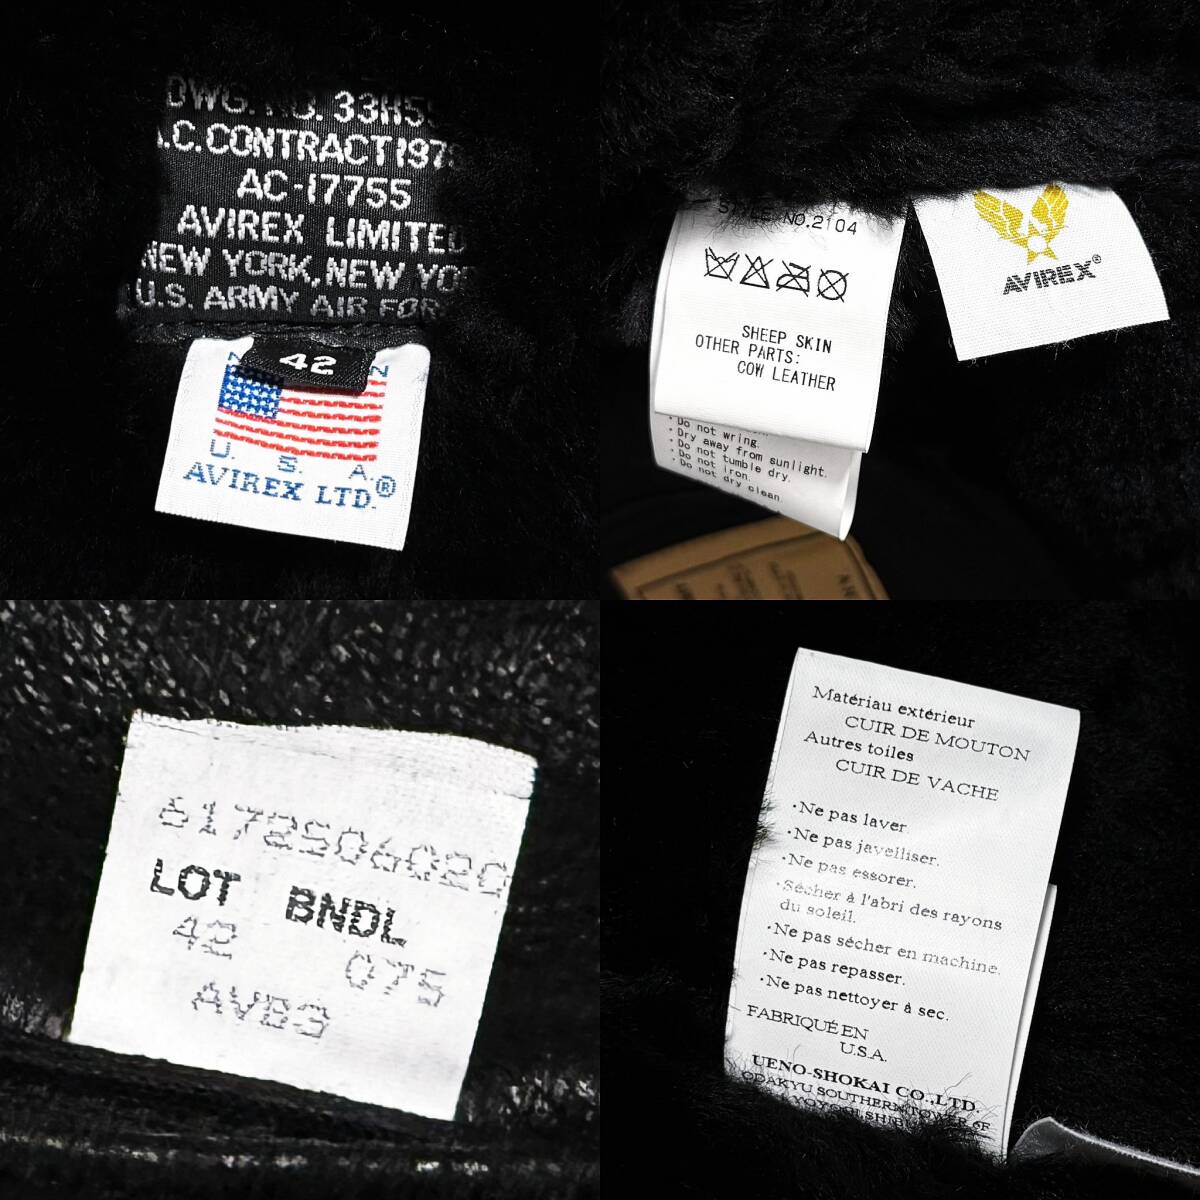 DWG. NO. 33H5
A.C. CONTRACT 1978
AC-17755
AVIREX LIMITED
NEW YORK, NEW YO
U.S. ARMY AIR FOR
42
U. S. A.
AVIREX LTD.®
STYLE NO.2104
SHEEP SKIN
OTHER PARTS:
COW LEATHER
・Do not wring.
・Dry away from sunlight.
・Do not tumble dry.
・Do not iron.
・Do not dry clean.
AVIREX®
LOT BNDL
42
075
Matériau extérieur
CUIR DE MOUTON
Autres toiles
CUIR DE VACHE
・Ne pas laver.
・Ne pas javelliser.
・Ne pas essorer.
・Sécher à l'abri des rayons
du soleil.
・Ne pas sécher en machine.
・Ne pas repasser.
・Ne pas nettoyer à sec.
FABRIQUÉ EN
U.S.A.
UENO-SHOKAI CO.,LTD.
ODAKYU SOUTHERN TOWER 6F